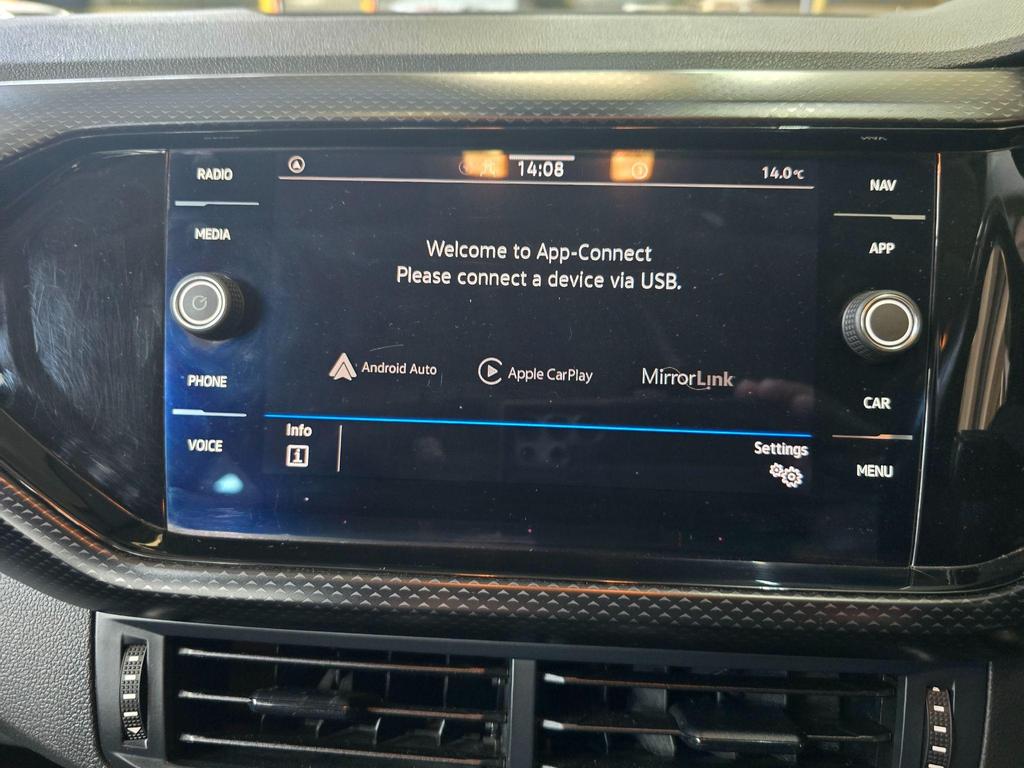 RADIO
MEDIA
PHONE
VOICE
14:08
14.0°C
Welcome to App-Connect
Please connect a device via USB.
Android Auto
Apple CarPlay
MirrorLink
Info
Settings
NAV
APP
CAR
MENU